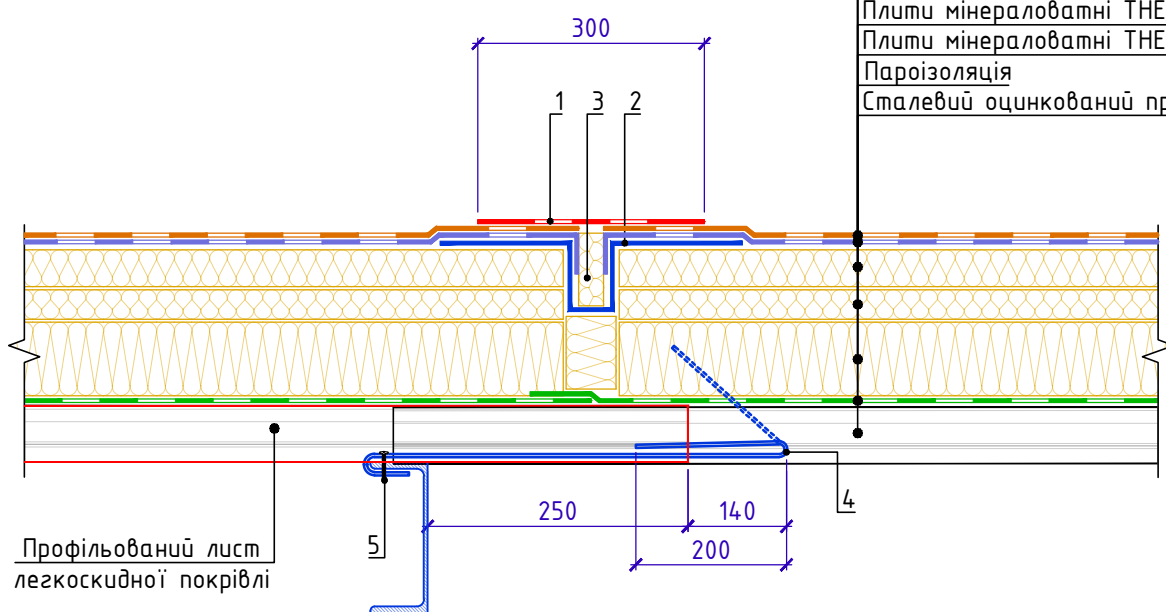 Плити мінераловатні THE
Плити мінераловатні THE
Пароізоляція
Сталевий оцинкований пр
300
1 3 2
250
140
4
200
5
Профільований лист
легкоскидної покрівлі